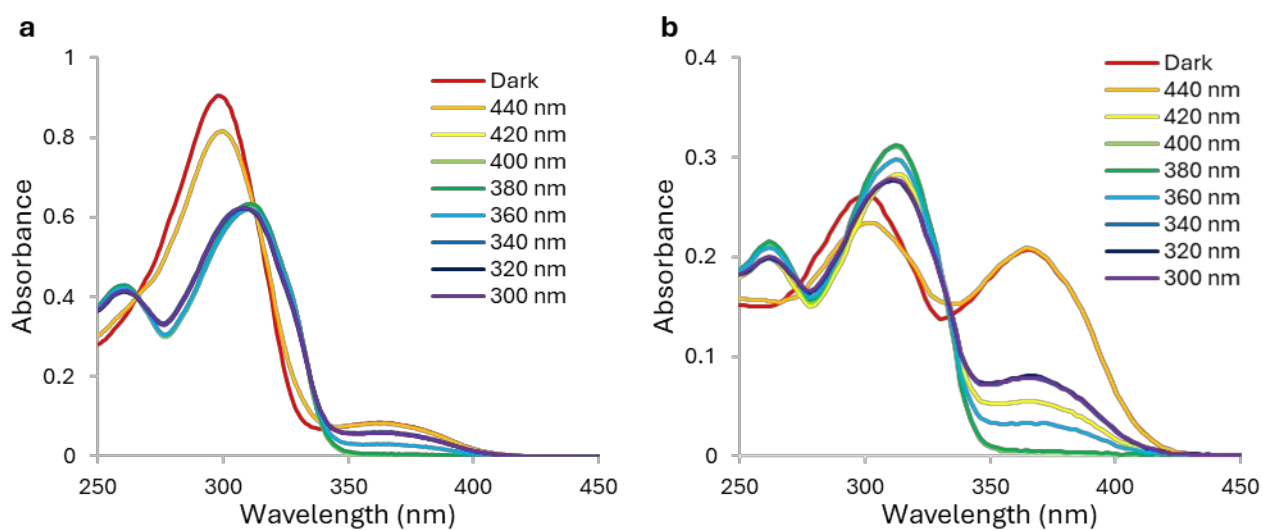 a
1
0.8
0.6
0.4
0.2
0
250
300
350
400
450
Absorbance
Wavelength (nm)
Dark
440 nm
420 nm
400 nm
380 nm
360 nm
340 nm
320 nm
300 nm
b
0.4
0.3
0.2
0.1
0
250
300
350
400
450
Absorbance
Wavelength (nm)
Dark
440 nm
420 nm
400 nm
380 nm
360 nm
340 nm
320 nm
300 nm